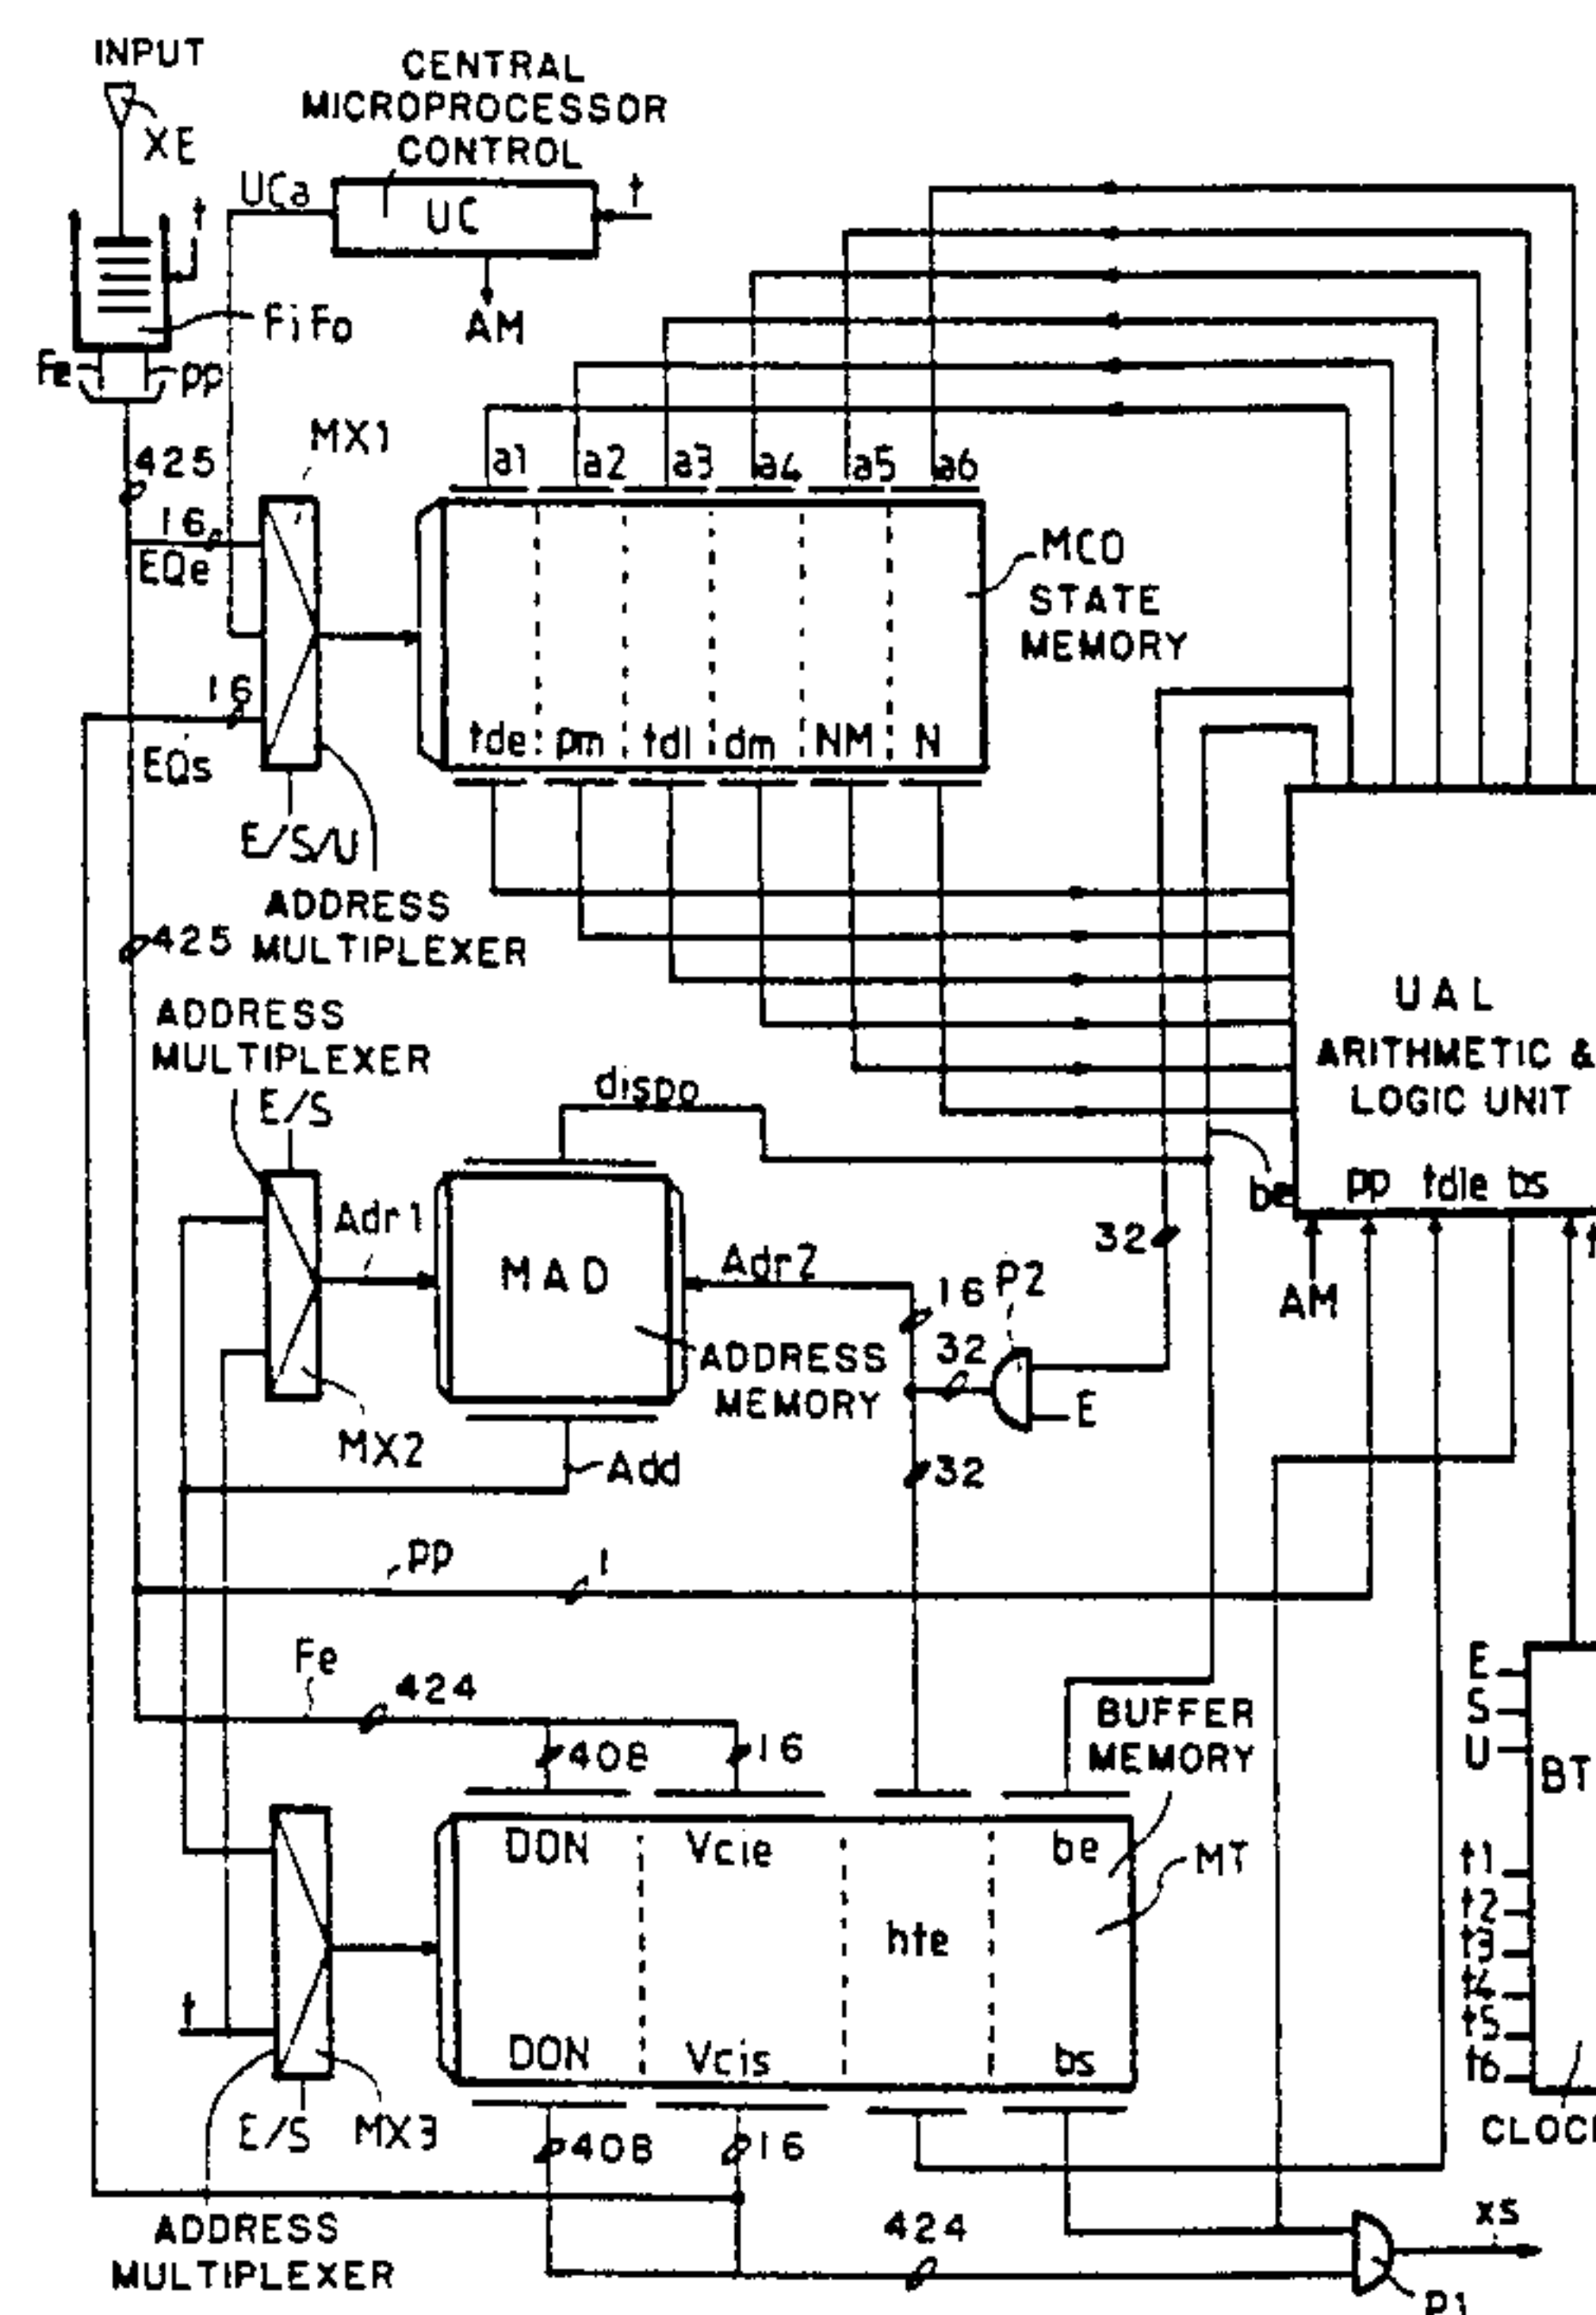 INPUT
XE
CENTRAL
MICROPROCESSOR
CONTROL
UCa
UC
t
t
AM
FiFo
Fe
pp
425
MX1
a1
a2
a3
a4
a5
a6
16
EQe
MCO
STATE
MEMORY
16
EQs
tde
pm
tdl
dm
NM
N
E/S/U
ADDRESS
MULTIPLEXER
425
UAL
ARITHMETIC &
LOGIC UNIT
ADDRESS
MULTIPLEXER
E/S
dispo
be
pp
tdle
bs
Adr1
MAD
Adr2
32
16
P2
AM
ADDRESS
MEMORY
32
E
MX2
Add
32
pp
1
Fe
424
E
S
U
BT
BUFFER
MEMORY
408
16
DON
Vcie
be
MT
hte
t1
t2
t3
t4
t5
t6
t
DON
Vcis
bs
E/S
MX3
408
16
ADDRESS
MULTIPLEXER
424
xs
P1